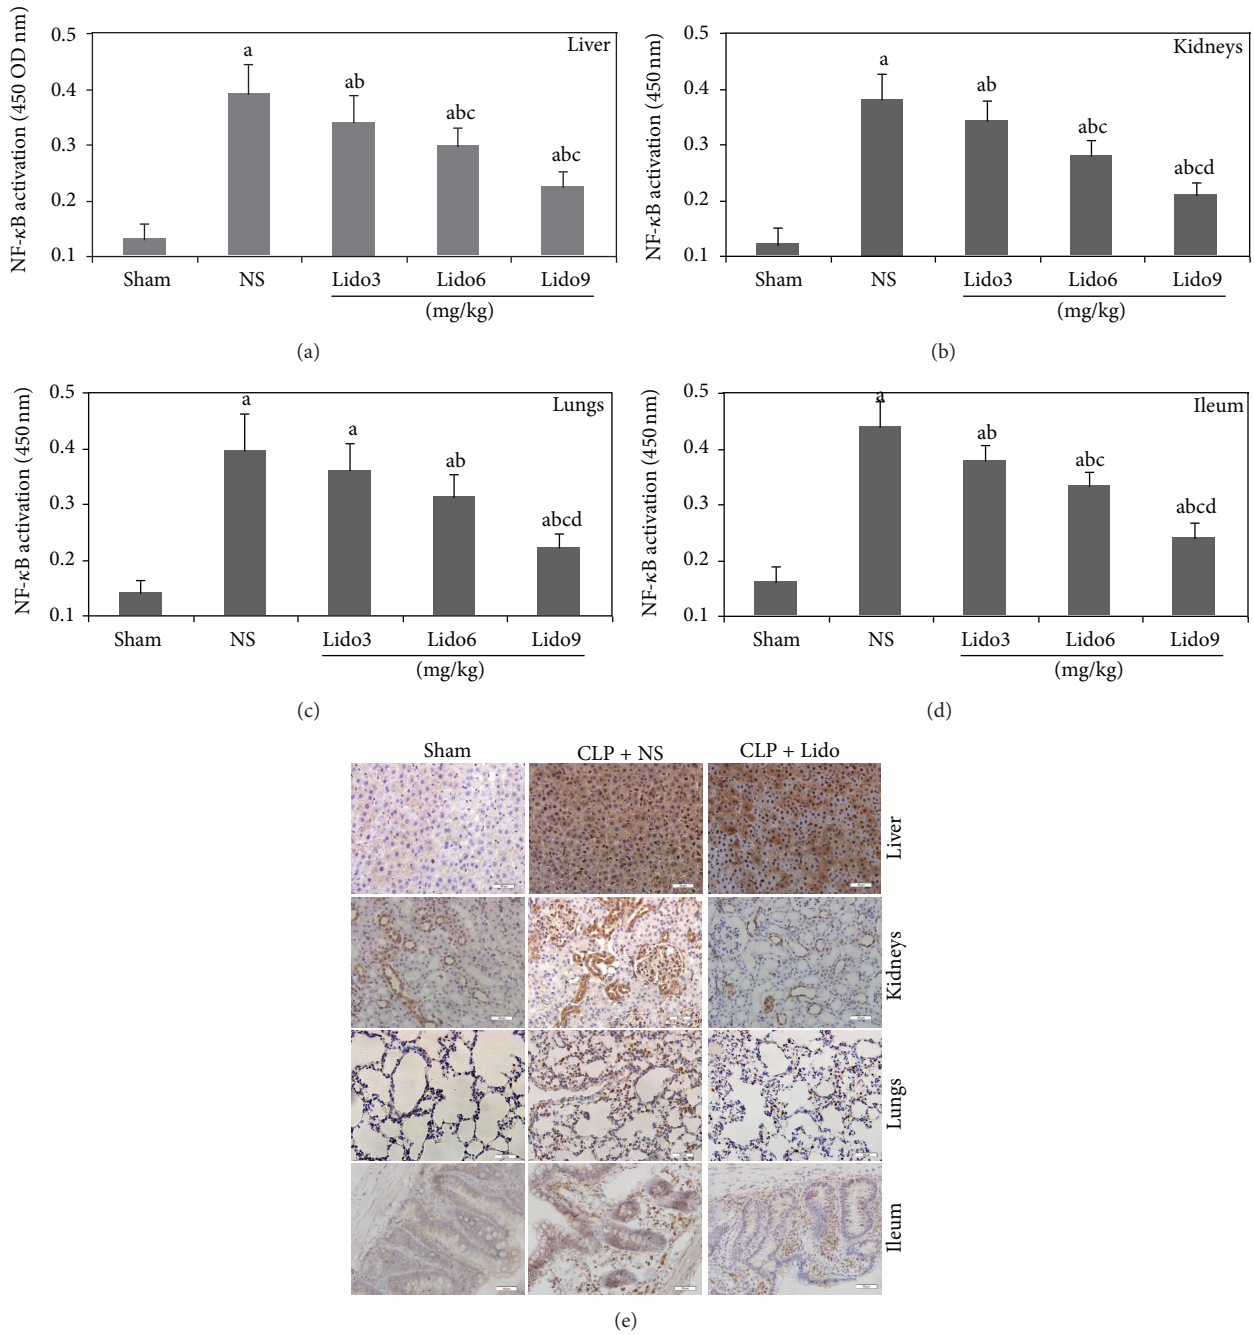 Liver
NF-κB activation (450 OD nm)
0.5
0.4
0.3
0.2
0.1
a
ab
abc
abc
Sham NS Lido3 Lido6 Lido9
(mg/kg)
(a)
Kidneys
NF-κB activation (450 nm)
0.5
0.4
0.3
0.2
0.1
a
ab
abc
abcd
Sham NS Lido3 Lido6 Lido9
(mg/kg)
(b)
Lungs
NF-κB activation (450 nm)
0.5
0.4
0.3
0.2
0.1
a
a
ab
abcd
Sham NS Lido3 Lido6 Lido9
(mg/kg)
(c)
Ileum
NF-κB activation (450 nm)
0.5
0.4
0.3
0.2
0.1
a
ab
abc
abcd
Sham NS Lido3 Lido6 Lido9
(mg/kg)
(d)
Sham CLP + NS CLP + Lido
Liver
Kidneys
Lungs
Ileum
(e)